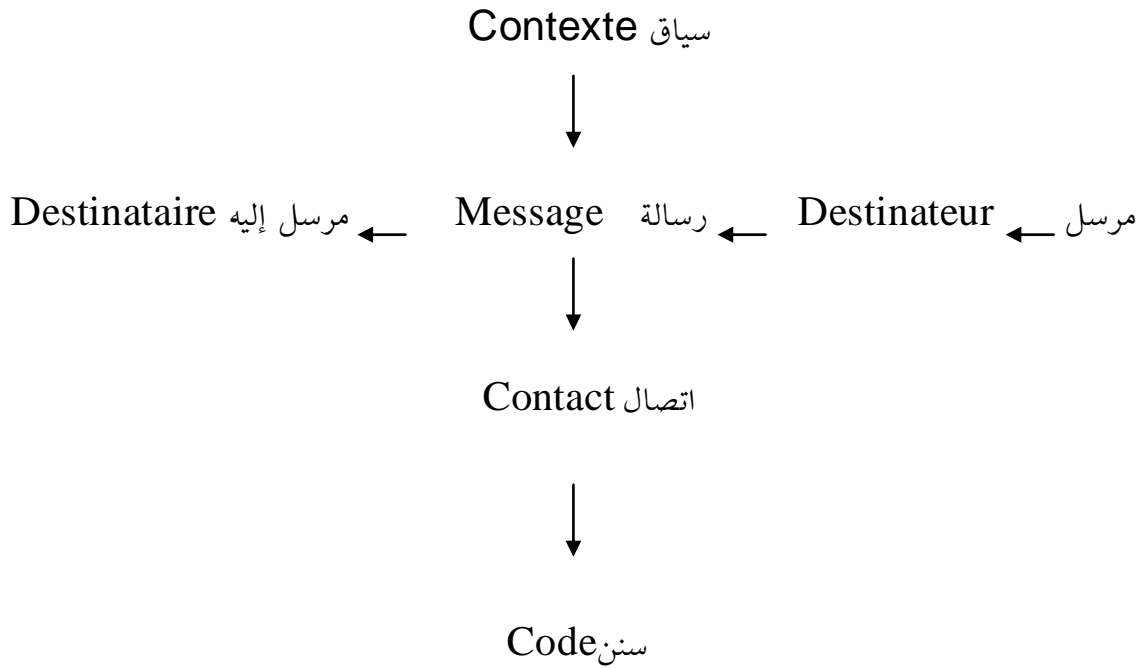 سياق Contexte
مرسل Destinateur رسالة Message مرسل إليه Destinataire
اتصال Contact
سنن Code